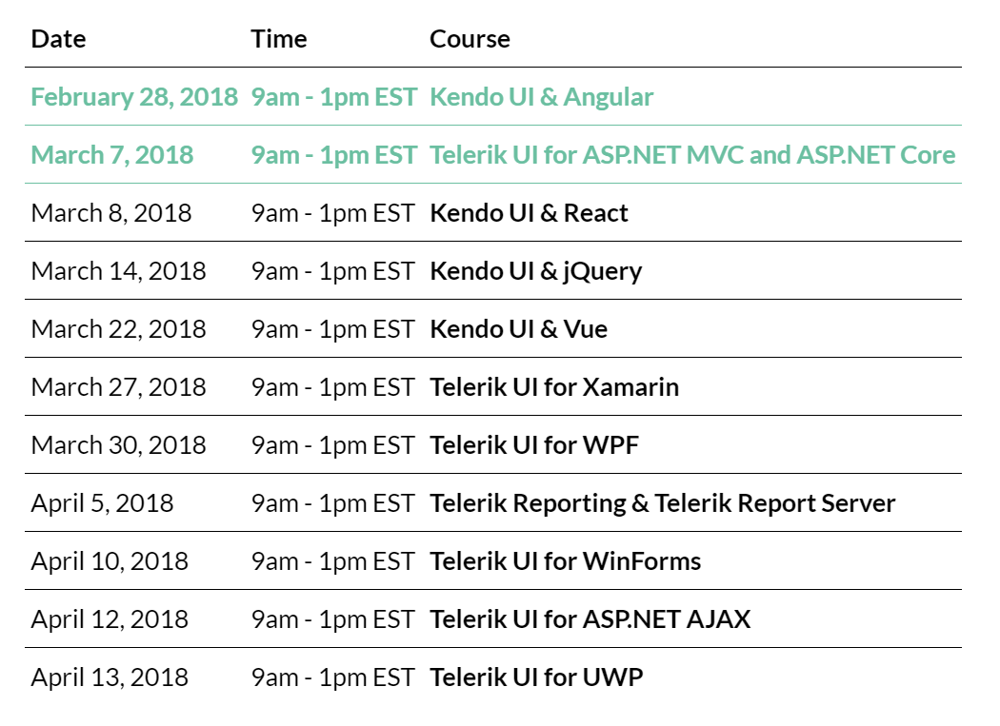 Date Time Course
February 28, 2018 9am - 1pm EST Kendo UI & Angular
March 7, 2018 9am - 1pm EST Telerik UI for ASP.NET MVC and ASP.NET Core
March 8, 2018 9am - 1pm EST Kendo UI & React
March 14, 2018 9am - 1pm EST Kendo UI & jQuery
March 22, 2018 9am - 1pm EST Kendo UI & Vue
March 27, 2018 9am - 1pm EST Telerik UI for Xamarin
March 30, 2018 9am - 1pm EST Telerik UI for WPF
April 5, 2018 9am - 1pm EST Telerik Reporting & Telerik Report Server
April 10, 2018 9am - 1pm EST Telerik UI for WinForms
April 12, 2018 9am - 1pm EST Telerik UI for ASP.NET AJAX
April 13, 2018 9am - 1pm EST Telerik UI for UWP